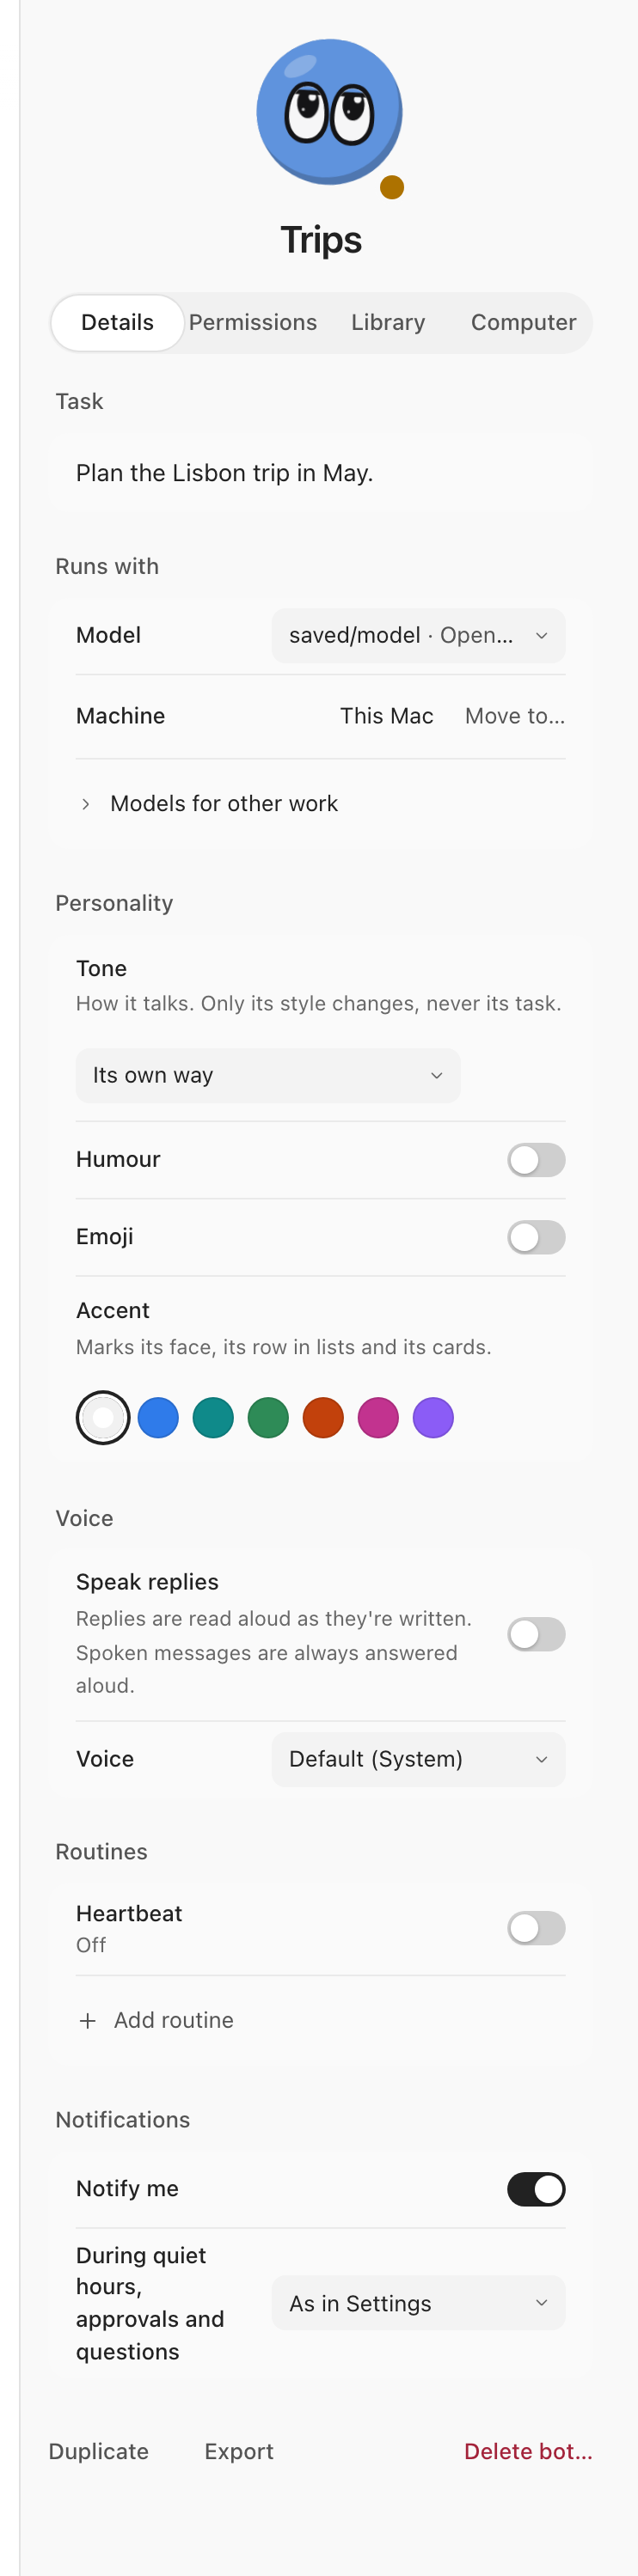 Trips
Details
Permissions
Library
Computer
Task
Plan the Lisbon trip in May.
Runs with
Model
saved/model · Open...
Machine
This Mac
Move to...
Models for other work
Personality
Tone
How it talks. Only its style changes, never its task.
Its own way
Humour
Emoji
Accent
Marks its face, its row in lists and its cards.
Voice
Speak replies
Replies are read aloud as they're written.
Spoken messages are always answered
aloud.
Voice
Default (System)
Routines
Heartbeat
Off
Add routine
Notifications
Notify me
During quiet
hours,
approvals and
questions
As in Settings
Duplicate
Export
Delete bot...